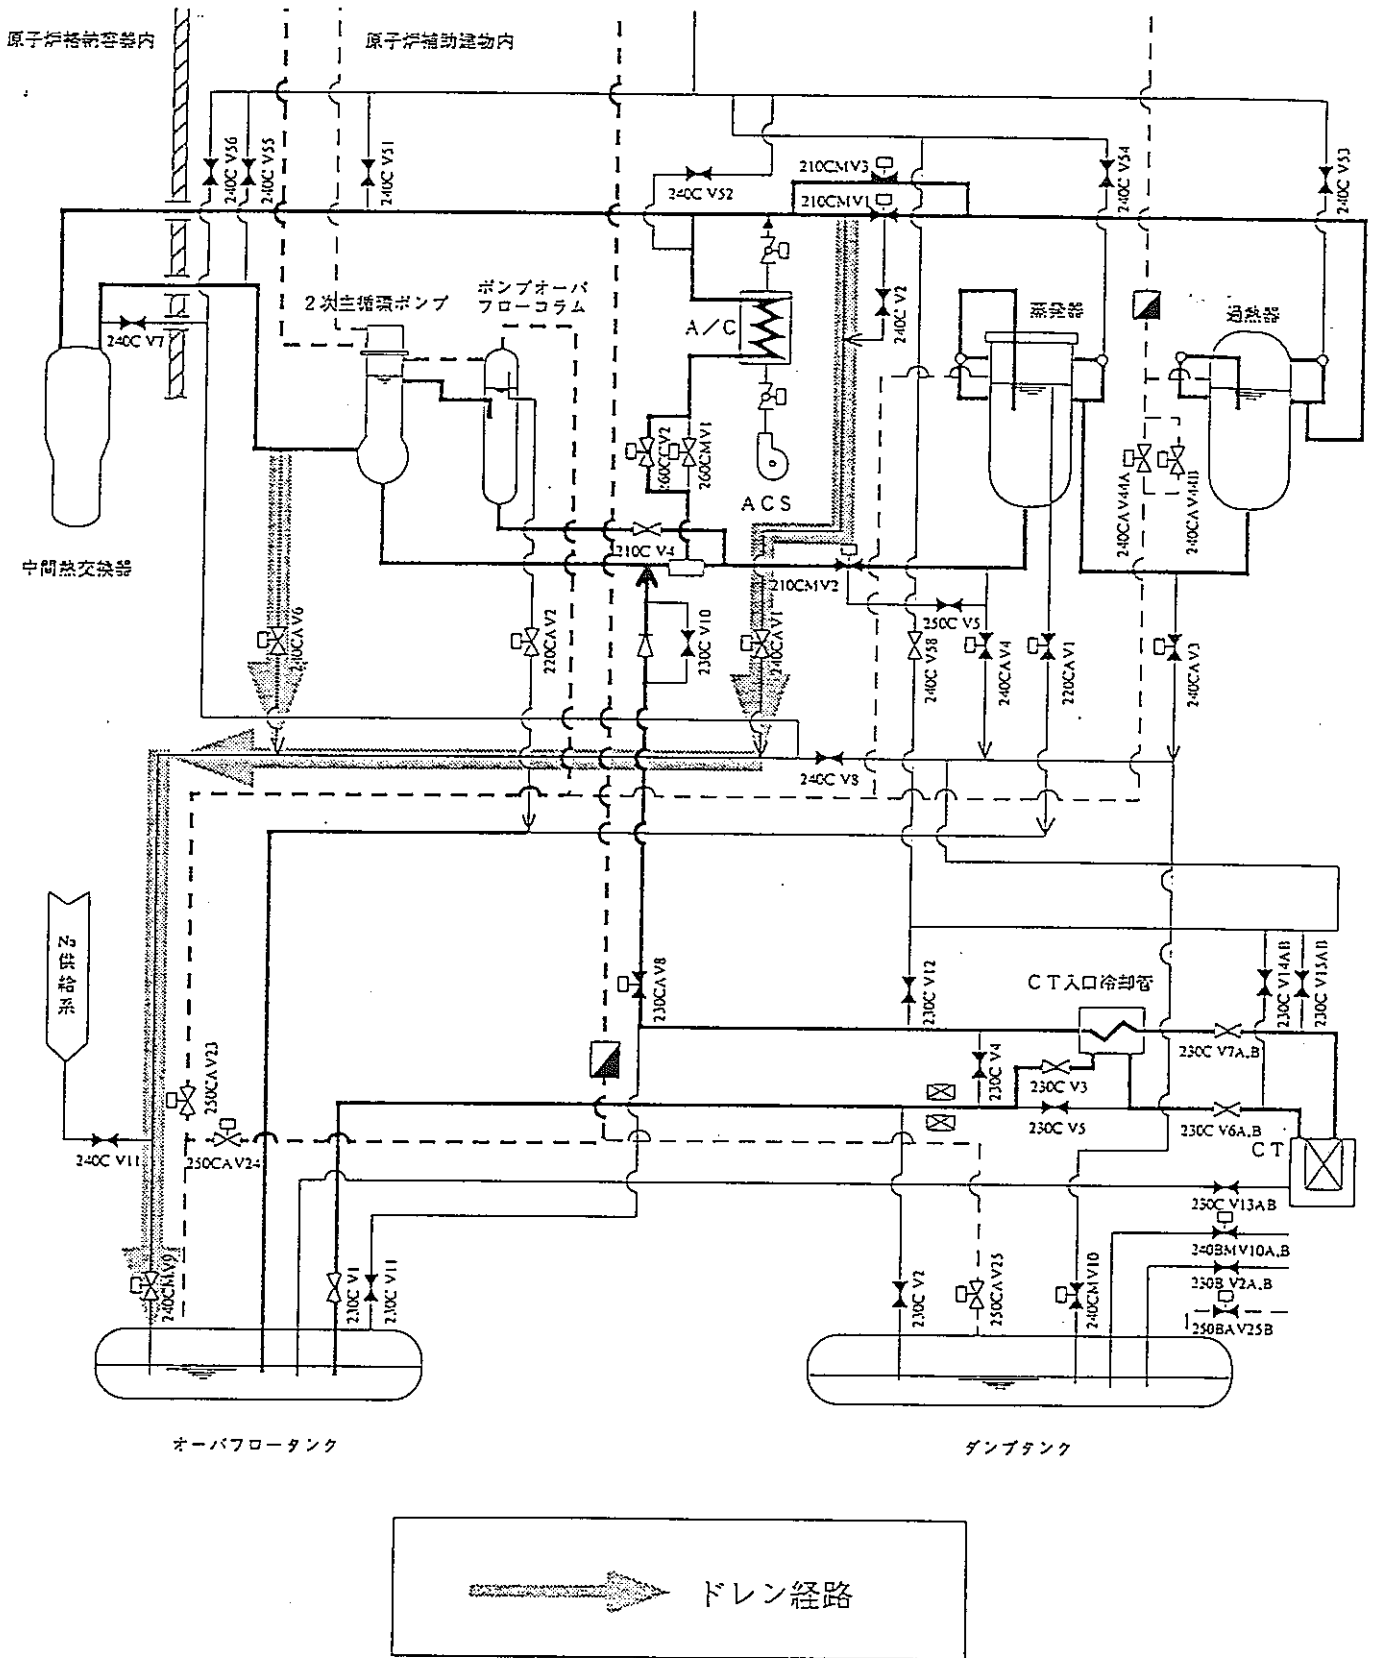 原子炉格納容器内
原子炉補助建物内
240C V56
240C V55
240C V51
240C V52
210CMV3
210CMV1
240C V54
240C V53
240C V7
2次主循環ポンプ
ポンプオーバ
フローコラム
A/C
240C V2
蒸発器
過熱器
260CMV1
ACS
240CAV44A
240CAV44B
中間熱交換器
210C V4
210CMV2
250C V5
240CAV6
220CAV2
230C V10
240CAV1
240C V58
240CAV4
220CAV1
240CAV3
240C V8
供給系
230CAV8
230C V12
CT入口冷却管
230C V14AB
230C V15AB
230C V4
230C V3
230C V7A,B
250CAV23
230C V5
230C V6A,B
240C V11
250CAV24
CT
230C V13AB
240BMV10A,B
230B V2A,B
250BAV25B
240CMV9
230C V1
230C V11
230C V2
250CAV25
240CMV10
オーバフロータンク
ダンプタンク
ドレン経路